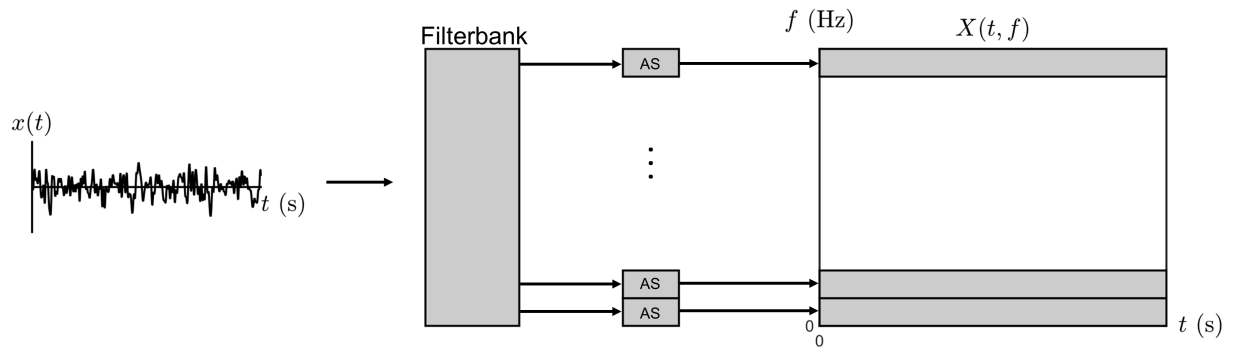 f (Hz)
X(t, f)
Filterbank
AS
x(t)
t (s)
AS
AS
0
0
t (s)